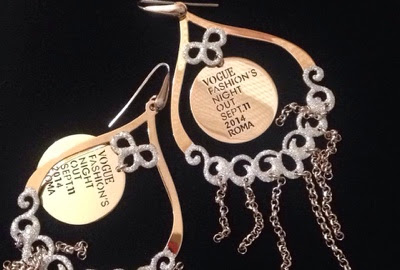 VOGUE
FASHION'S
NIGHT
OUT
SEPT.11
2014
ROMA
VOGUE
FASHION'S
NIGHT
OUT
SEPT.11
2014
ROMA